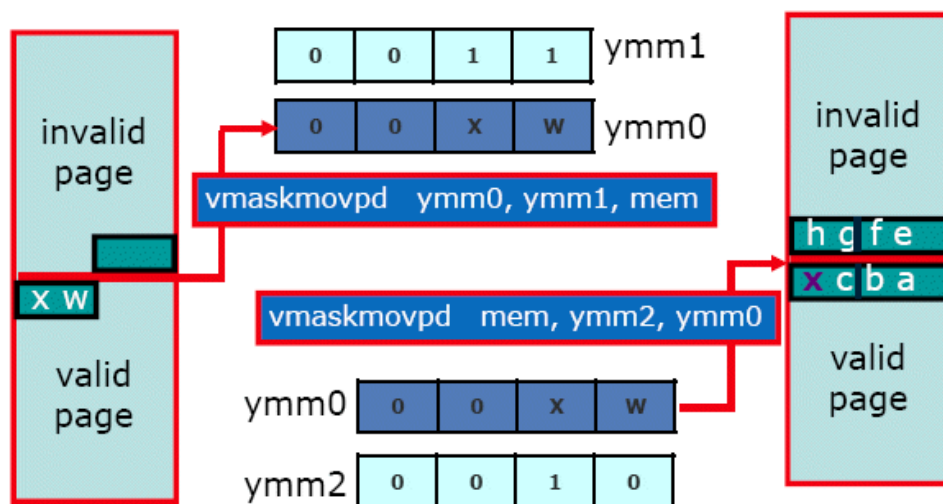 0 0 1 1 ymm1
0 0 X W ymm0
invalid
page
invalid
page
vmaskmovpd ymm0, ymm1, mem
h g f e
x w
x c b a
vmaskmovpd mem, ymm2, ymm0
valid
page
valid
page
ymm0 0 0 X W
ymm2 0 0 1 0